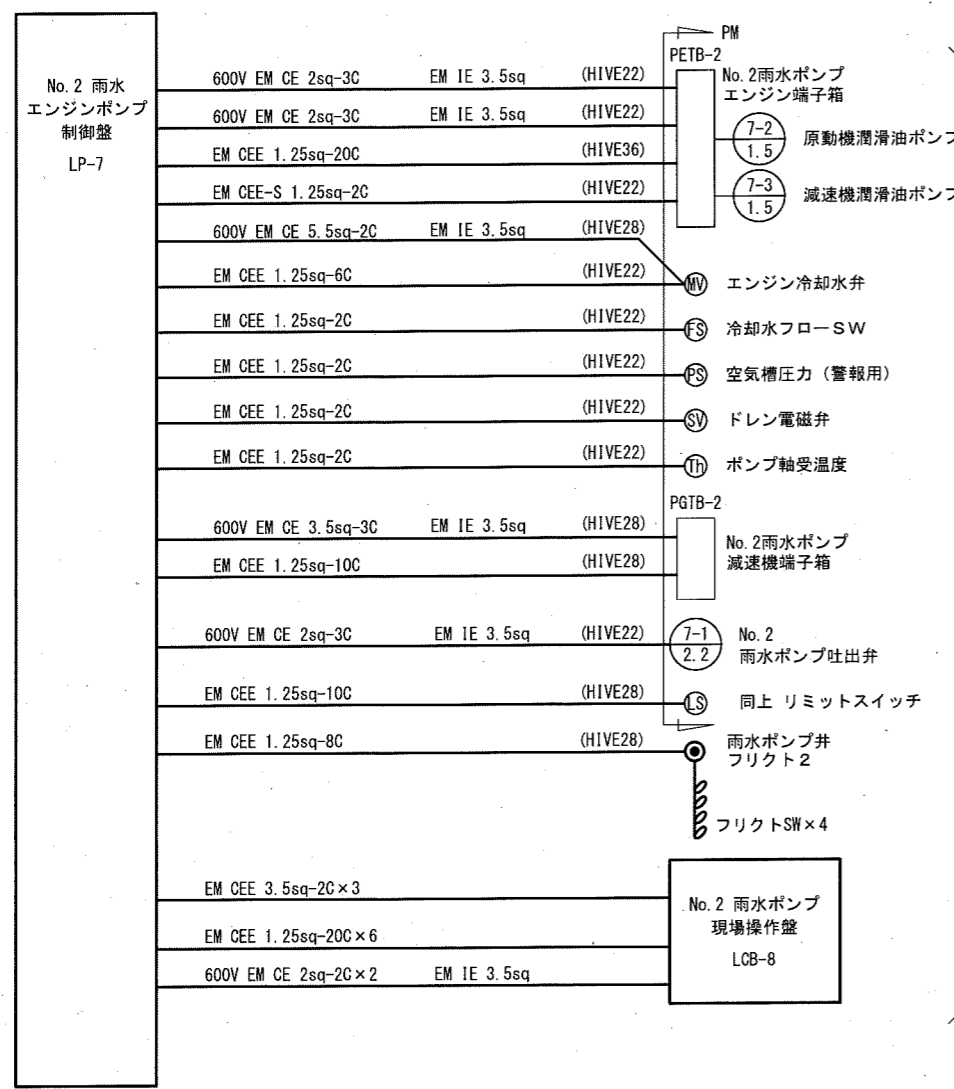 No. 2 雨水
エンジンポンプ
制御盤
LP-7
PM
PETB-2
600V EM CE 2sq-3C EM IE 3.5sq (HIVE22)
No. 2雨水ポンプ
エンジン端子箱
600V EM CE 2sq-3C EM IE 3.5sq (HIVE22)
7-2
1.5
原動機潤滑油ポンプ
EM CEE 1.25sq-20C (HIVE36)
EM CEE-S 1.25sq-2C (HIVE22)
7-3
1.5
減速機潤滑油ポンプ
600V EM CE 5.5sq-2C EM IE 3.5sq (HIVE28)
EM CEE 1.25sq-6C (HIVE22)
MV エンジン冷却水弁
EM CEE 1.25sq-2C (HIVE22)
FS 冷却水フローSW
EM CEE 1.25sq-2C (HIVE22)
PS 空気槽圧力（警報用）
EM CEE 1.25sq-2C (HIVE22)
SV ドレン電磁弁
EM CEE 1.25sq-2C (HIVE22)
Th ポンプ軸受温度
PGTB-2
600V EM CE 3.5sq-3C EM IE 3.5sq (HIVE28)
No. 2雨水ポンプ
減速機端子箱
EM CEE 1.25sq-10C (HIVE28)
600V EM CE 2sq-3C EM IE 3.5sq (HIVE22)
7-1
2.2
No. 2
雨水ポンプ吐出弁
EM CEE 1.25sq-10C (HIVE28)
LS 同上 リミットスイッチ
EM CEE 1.25sq-8C (HIVE28)
雨水ポンプ井
フリクト2
フリクトSW×4
EM CEE 3.5sq-2C×3
EM CEE 1.25sq-20C×6
600V EM CE 2sq-2C×2 EM IE 3.5sq
No. 2 雨水ポンプ
現場操作盤
LCB-8